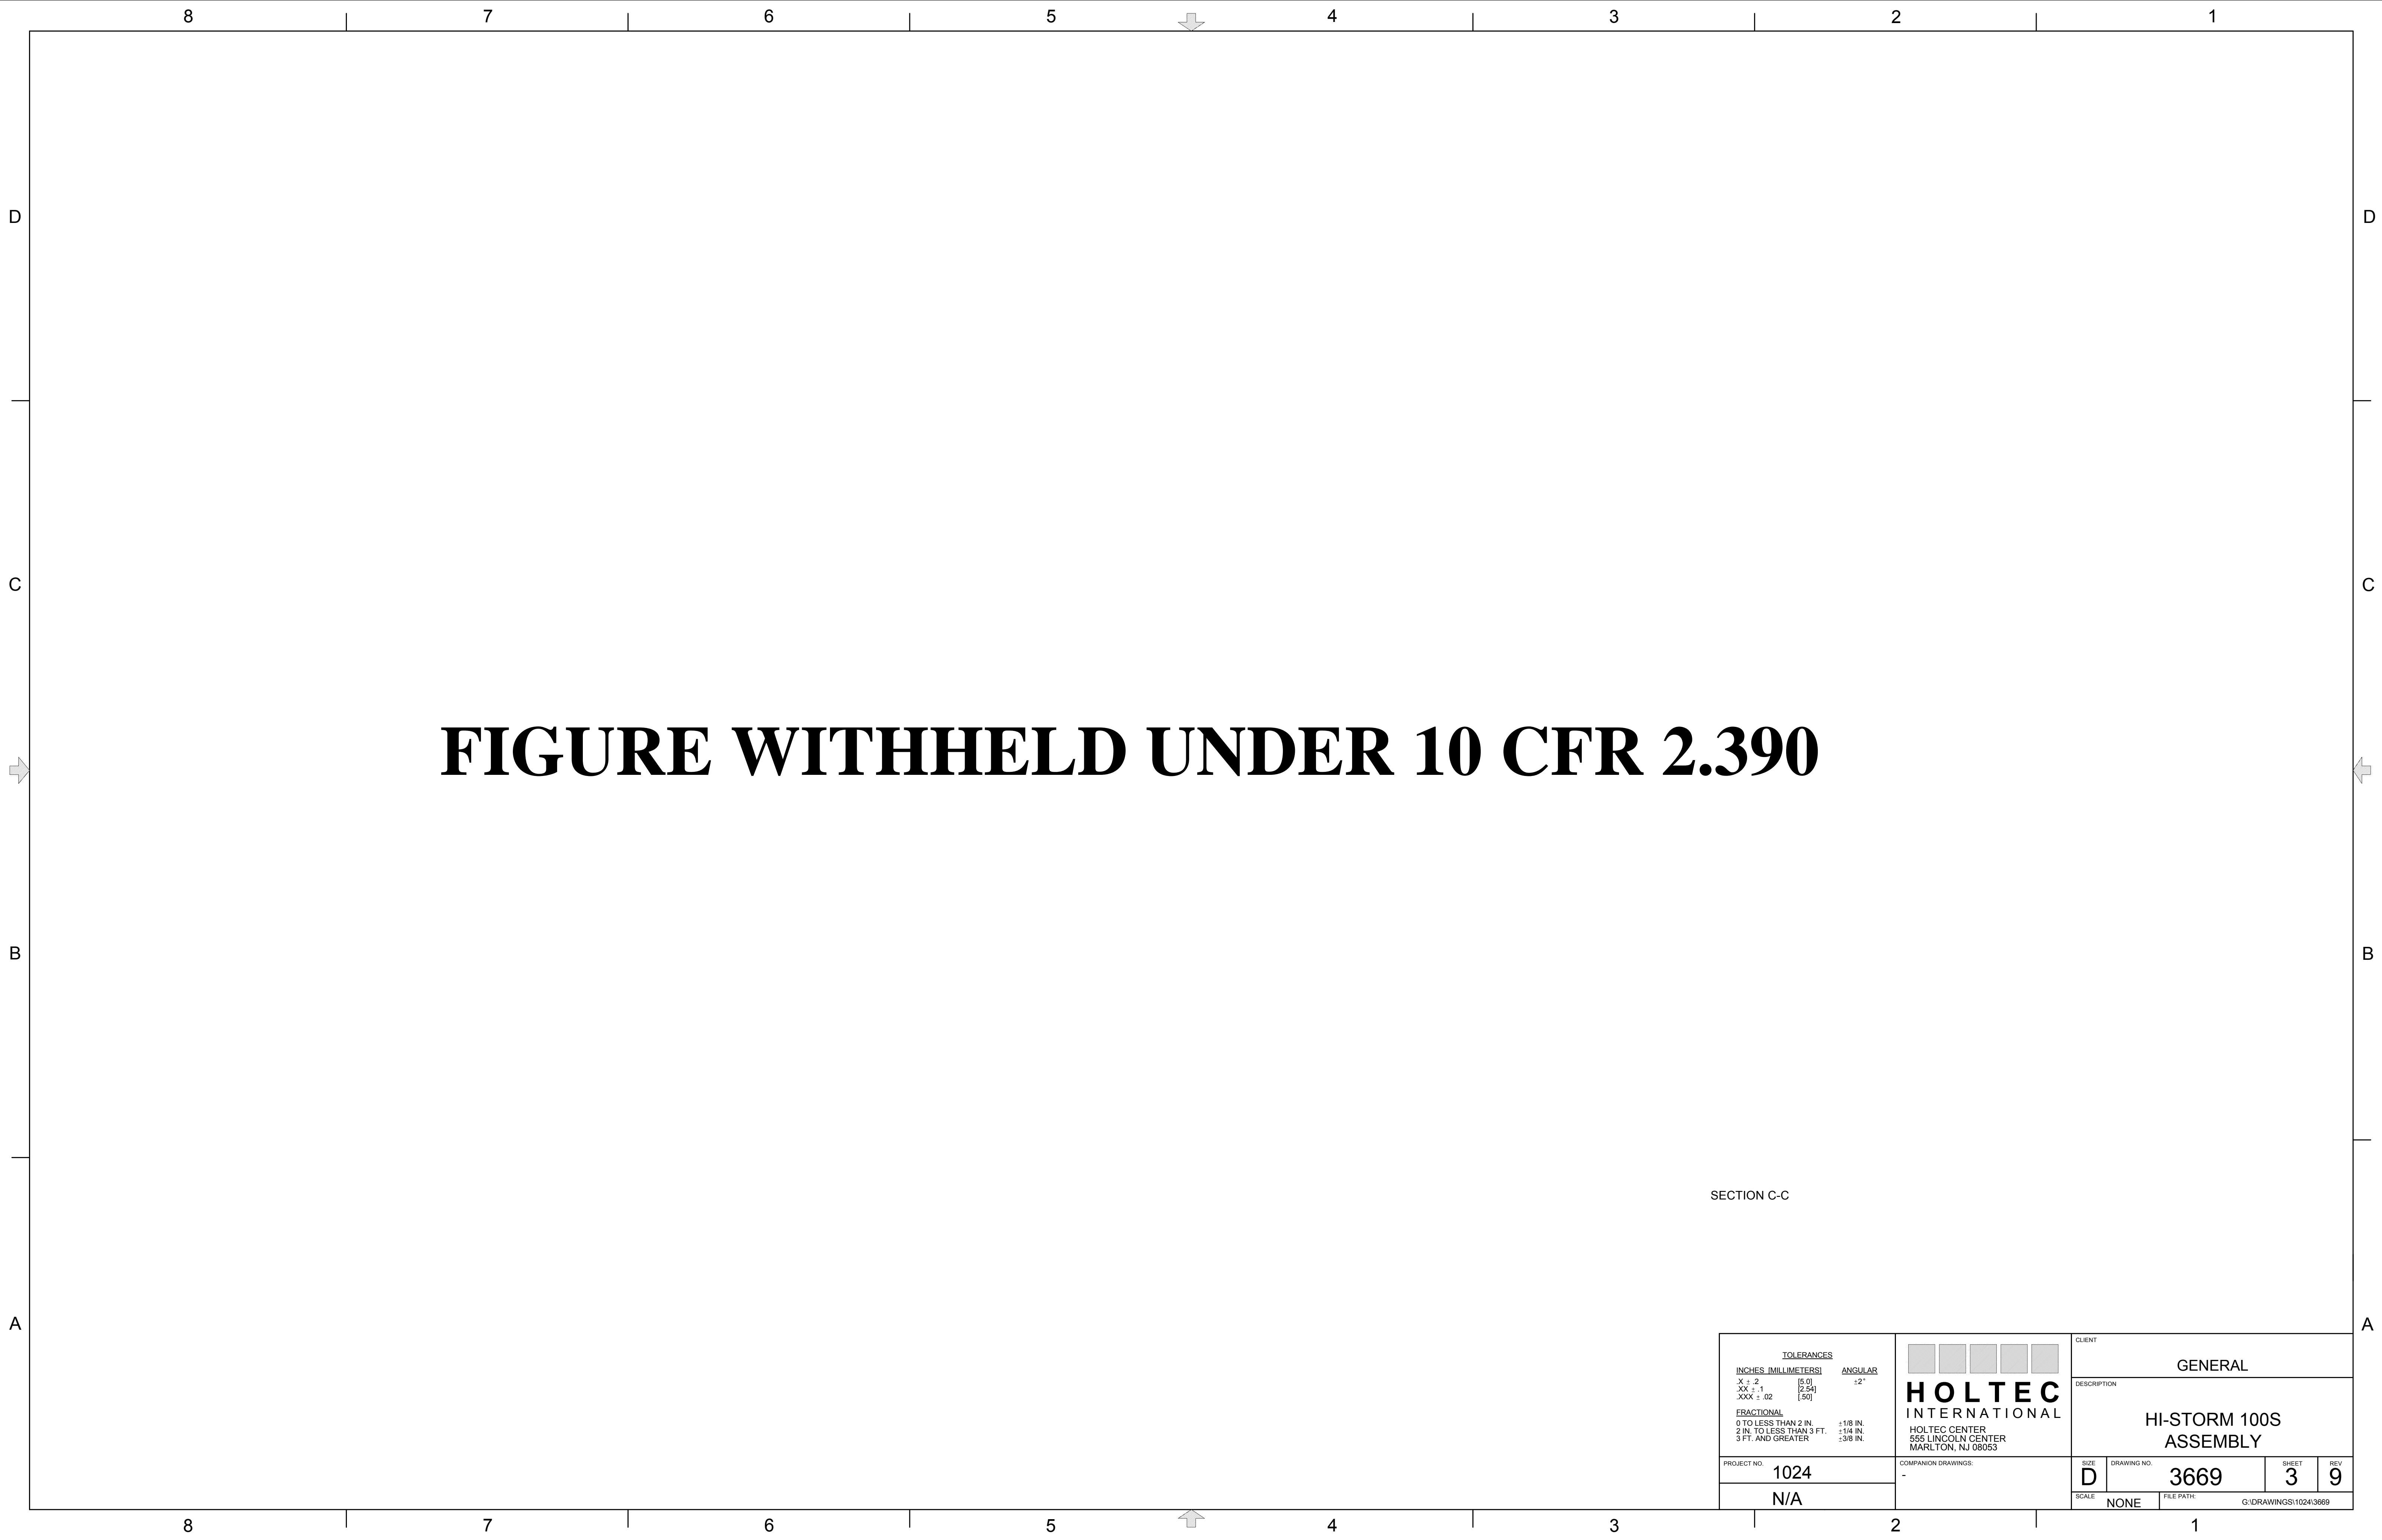 8 7 6 5 4 3 2 1
D D
C C
FIGURE WITHHELD UNDER 10 CFR 2.390
B B
SECTION C-C
A A
TOLERANCES
INCHES [MILLIMETERS] ANGULAR
.X ± .2 [5.0] ±2°
.XX ± .1 [2.54]
.XXX ± .02 [.50]
FRACTIONAL
0 TO LESS THAN 2 IN. ±1/8 IN.
2 IN. TO LESS THAN 3 FT. ±1/4 IN.
3 FT. AND GREATER ±3/8 IN.
PROJECT NO. 1024
N/A
HOLTEC
INTERNATIONAL
HOLTEC CENTER
555 LINCOLN CENTER
MARLTON, NJ 08053
COMPANION DRAWINGS:
-
CLIENT
GENERAL
DESCRIPTION
HI-STORM 100S
ASSEMBLY
SIZE DRAWING NO. SHEET REV
D 3669 3 9
SCALE NONE FILE PATH: G:\DRAWINGS\1024\3669
8 7 6 5 4 3 2 1